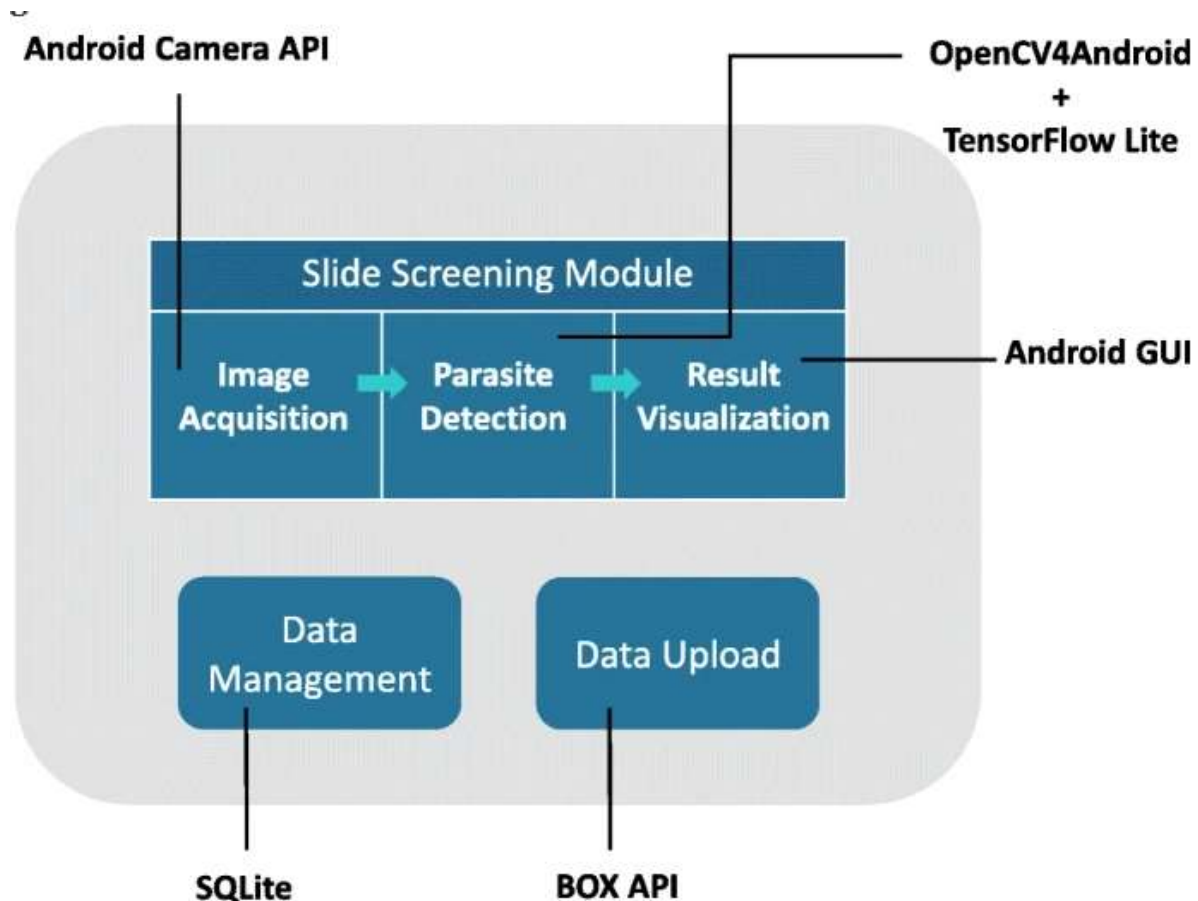 Android Camera API
OpenCV4Android
+
TensorFlow Lite
Slide Screening Module
Image
Acquisition
Parasite
Detection
Result
Visualization
Android GUI
Data
Management
Data Upload
SQLite
BOX API